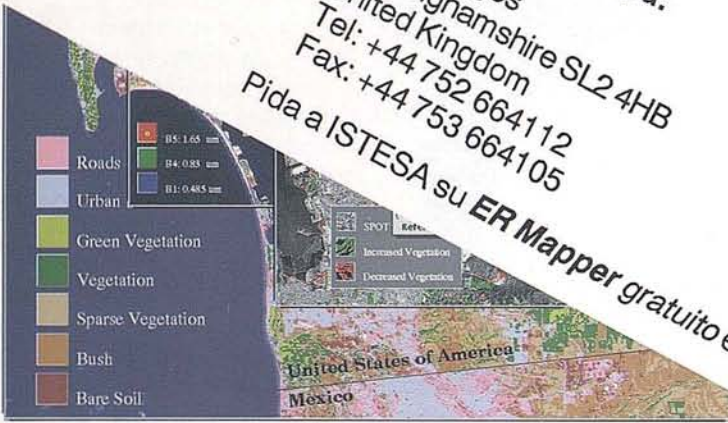 United Kingdom
Tel: +44 752 664112
Fax: +44 753 664105
Pida a ISTESA su ER Mapper gratuito
B5: 1.65 um
B4: 0.83 um
B1: 0.485 um
Roads
Urban
Green Vegetation
Vegetation
Sparse Vegetation
Bush
Bare Soil
SPOT
Increased Vegetation
Decreased Vegetation
United States of America
Mexico